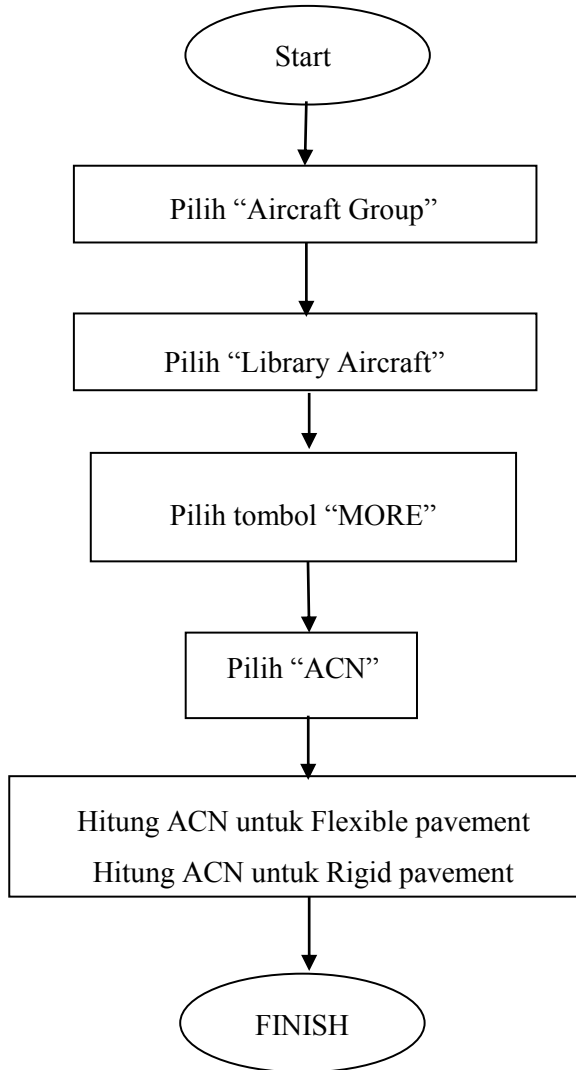 Start
Pilih “Aircraft Group”
Pilih “Library Aircraft”
Pilih tombol “MORE”
Pilih “ACN”
Hitung ACN untuk Flexible pavement
Hitung ACN untuk Rigid pavement
FINISH